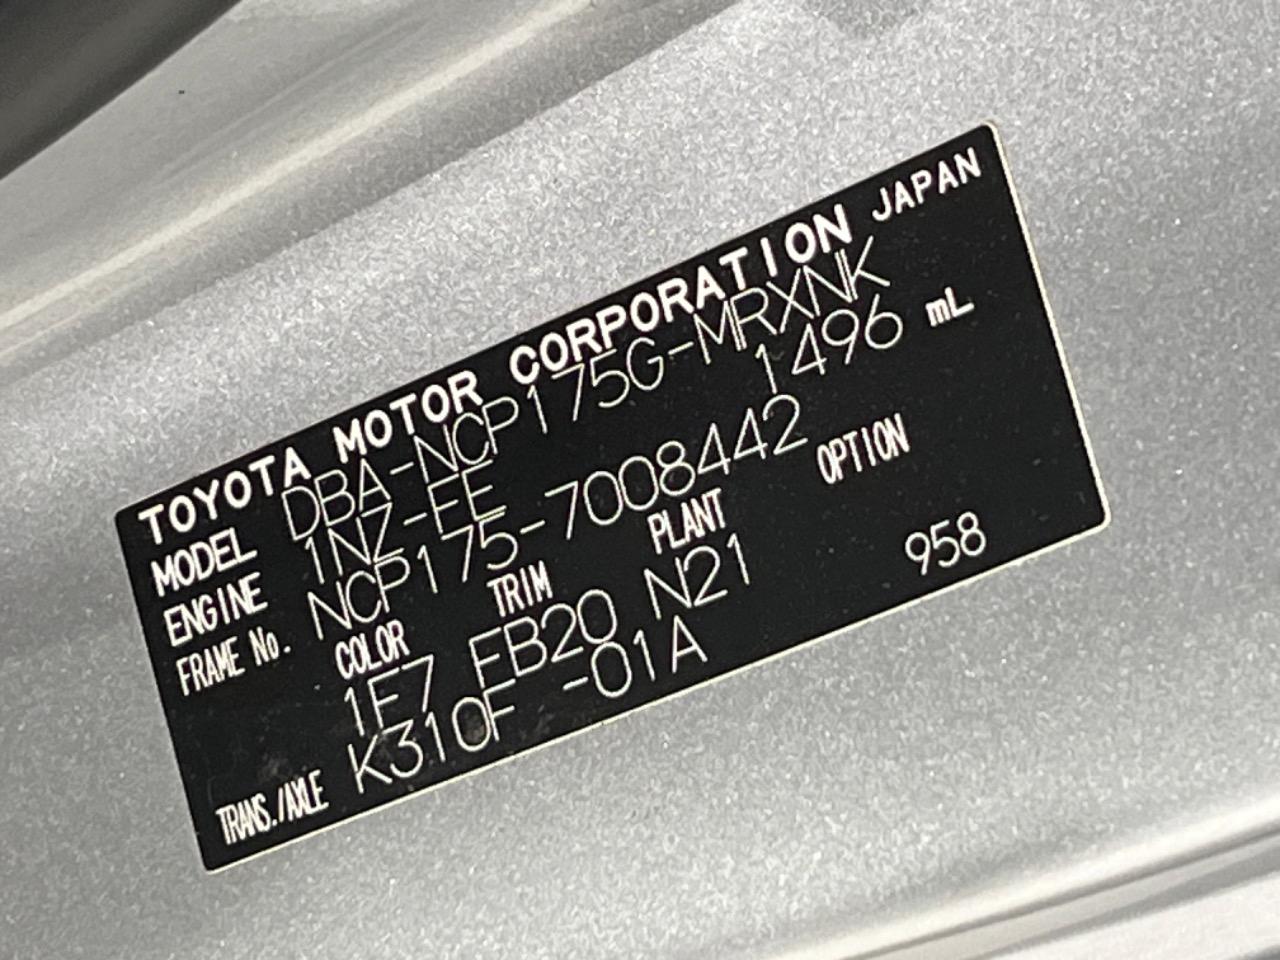 TOYOTA MOTOR CORPORATION JAPAN
MODEL DBA-NCP175G-MRXNK
ENGINE 1NZ-FE 1496 mL
FRAME No. NCP175-7008442
COLOR TRIM PLANT OPTION
1F7 FB20 N21 958
TRANS./AXLE K310F -01A